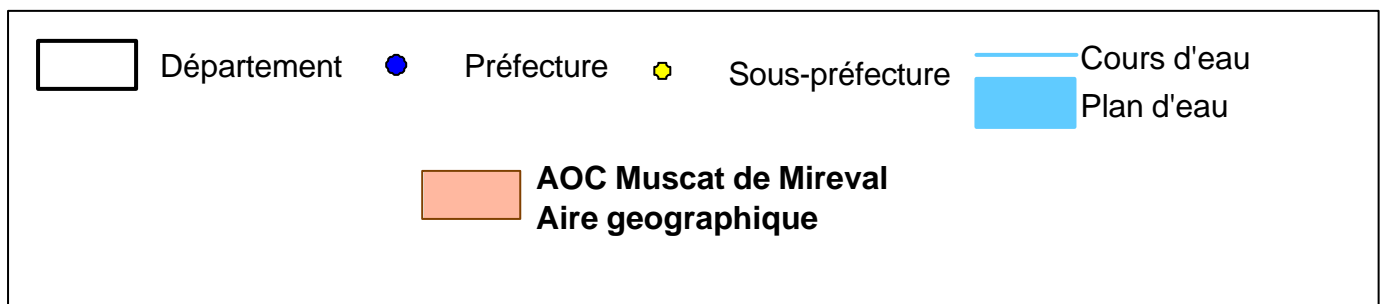 Département
Préfecture
Sous-préfecture
Cours d'eau
Plan d'eau
AOC Muscat de Mireval
Aire geographique